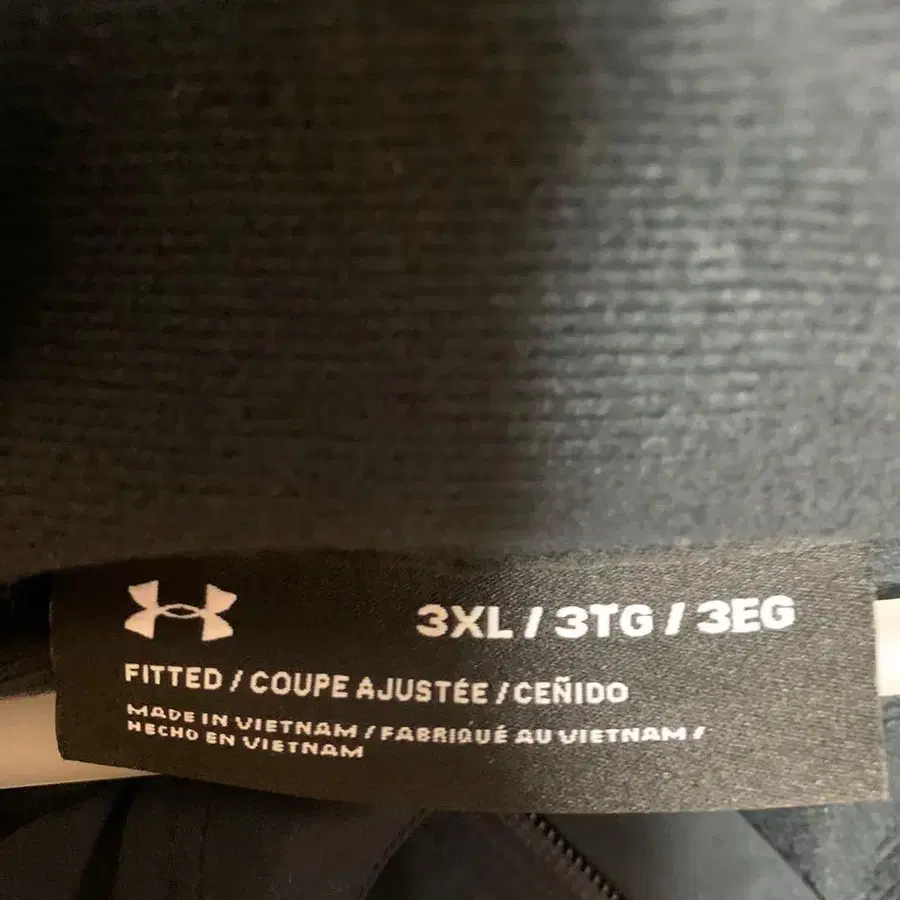 3XL / 3TG / 3EG
FITTED / COUPE AJUSTÉE / CEÑIDO
MADE IN VIETNAM / FABRIQUÉ AU VIETNAM /
HECHO EN VIETNAM